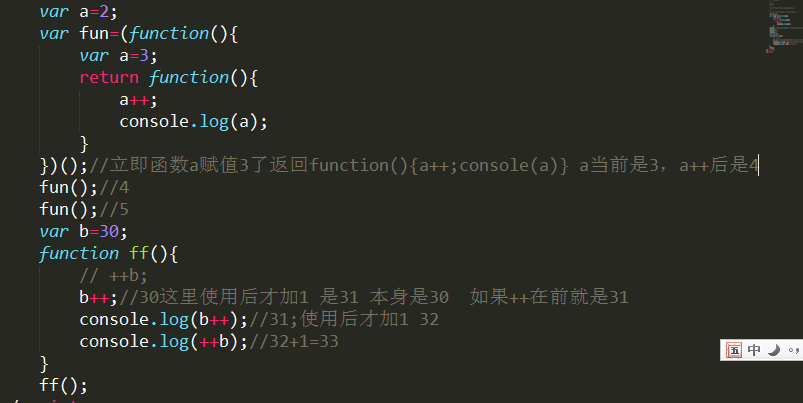 var a=2;
var fun=(function(){
var a=3;
return function(){
a++;
console.log(a);
}
})();//立即函数a赋值3了返回function(){a++;console(a)} a当前是3，a++后是4
fun();//4
fun();//5
var b=30;
function ff(){
// ++b;
b++;//30这里使用后才加1 是31 本身是30  如果++在前就是31
console.log(b++);//31;使用后才加1 32
console.log(++b);//32+1=33
}
ff();
五 中